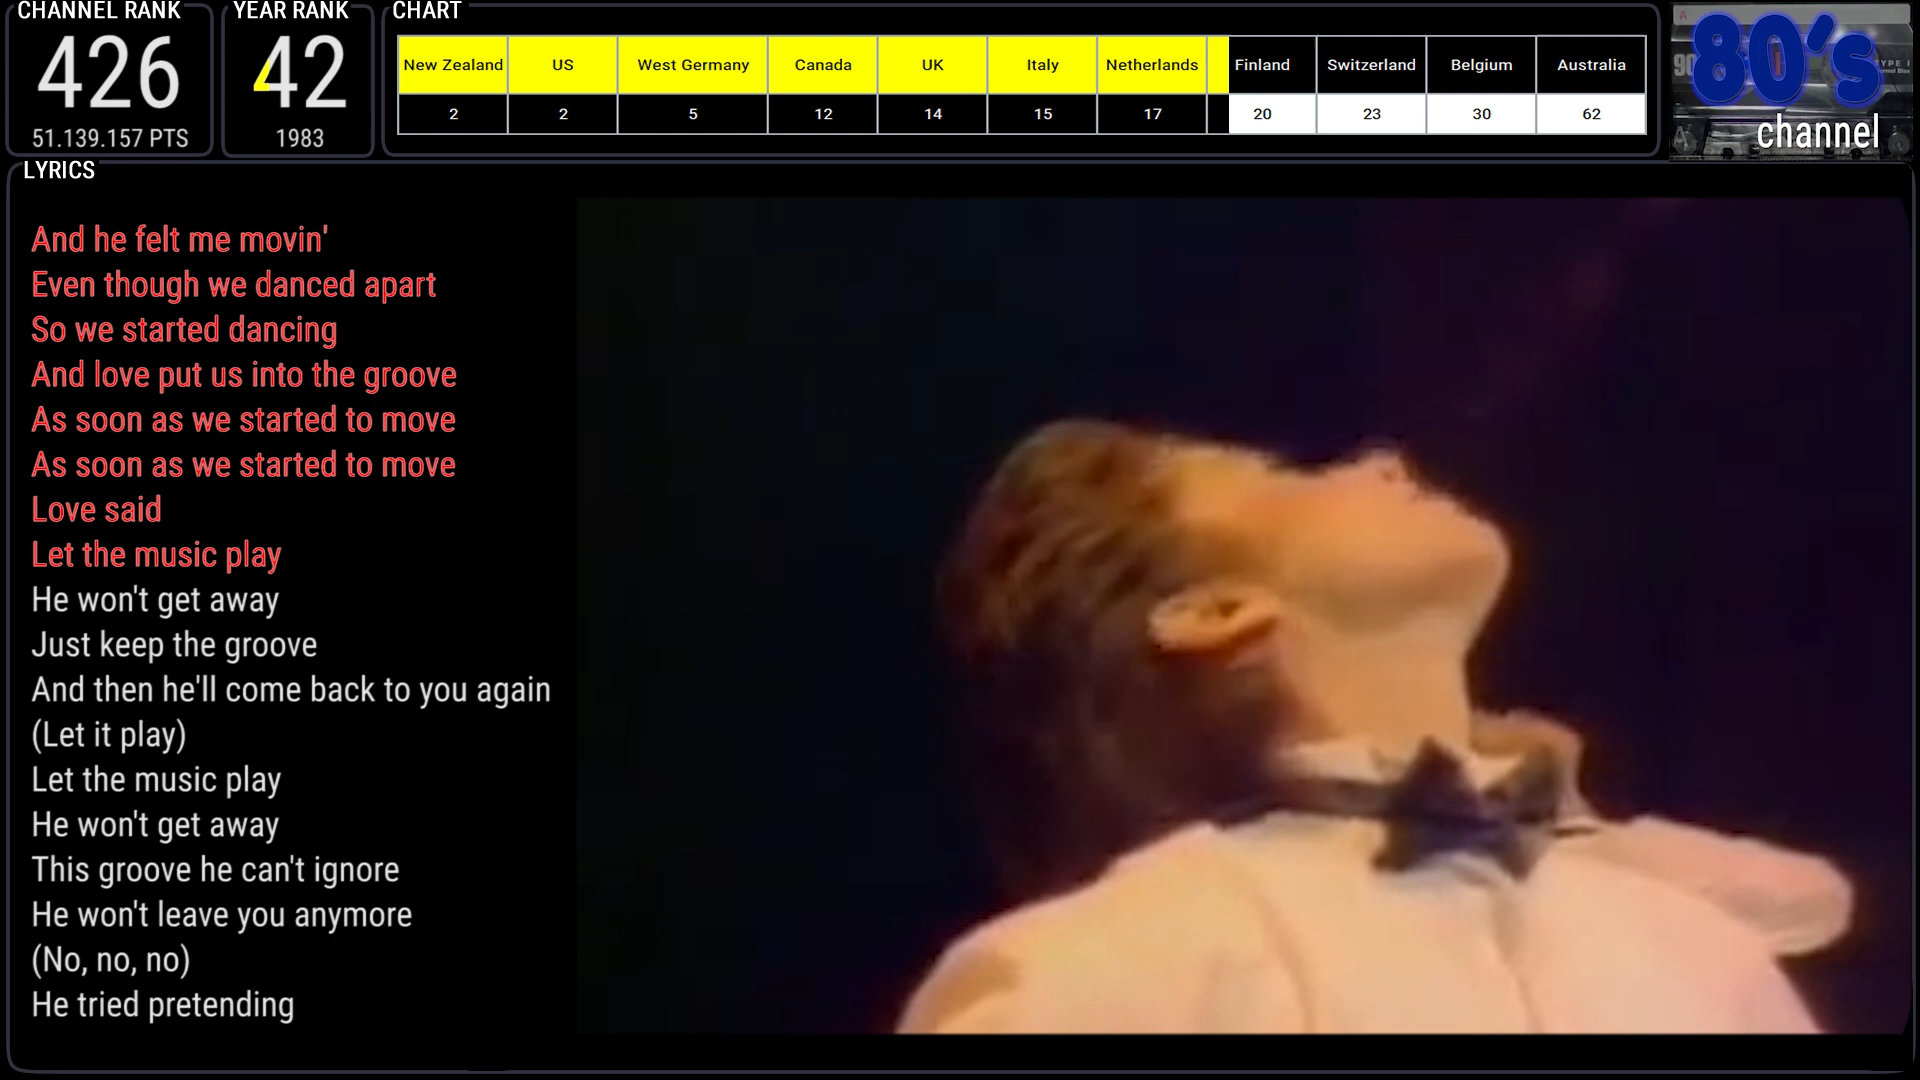 CHANNEL RANK
426
51.139.157 PTS
YEAR RANK
42
1983
CHART
New Zealand US West Germany Canada UK Italy Netherlands Finland Switzerland Belgium Australia
2 2 5 12 14 15 17 20 23 30 62
A
90
TYPE I
80's
channel
LYRICS
And he felt me movin'
Even though we danced apart
So we started dancing
And love put us into the groove
As soon as we started to move
As soon as we started to move
Love said
Let the music play
He won't get away
Just keep the groove
And then he'll come back to you again
(Let it play)
Let the music play
He won't get away
This groove he can't ignore
He won't leave you anymore
(No, no, no)
He tried pretending